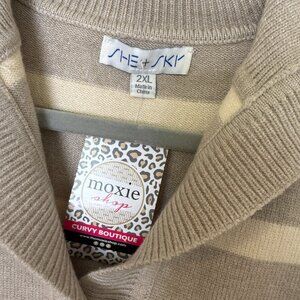 SHE + SKY
2XL
Made in
China
moxie
shop
CURVY BOUTIQUE